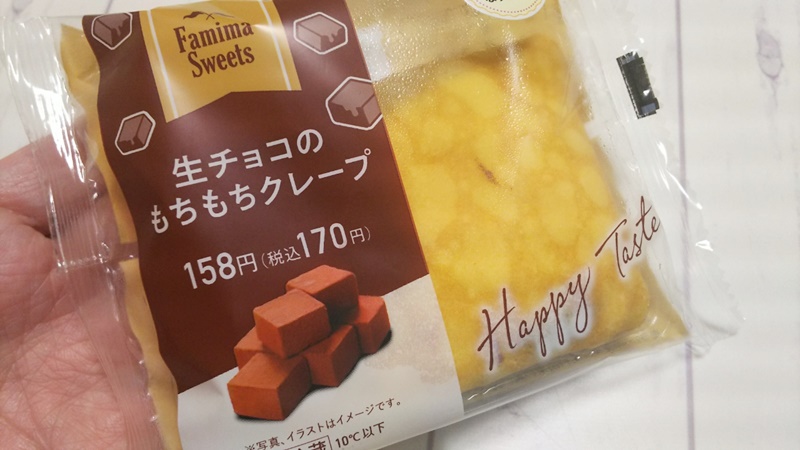 Famima
Sweets
生チョコの
もちもちクレープ
158円(税込170円)
Happy Taste
※写真、イラストはイメージです。
10℃以下